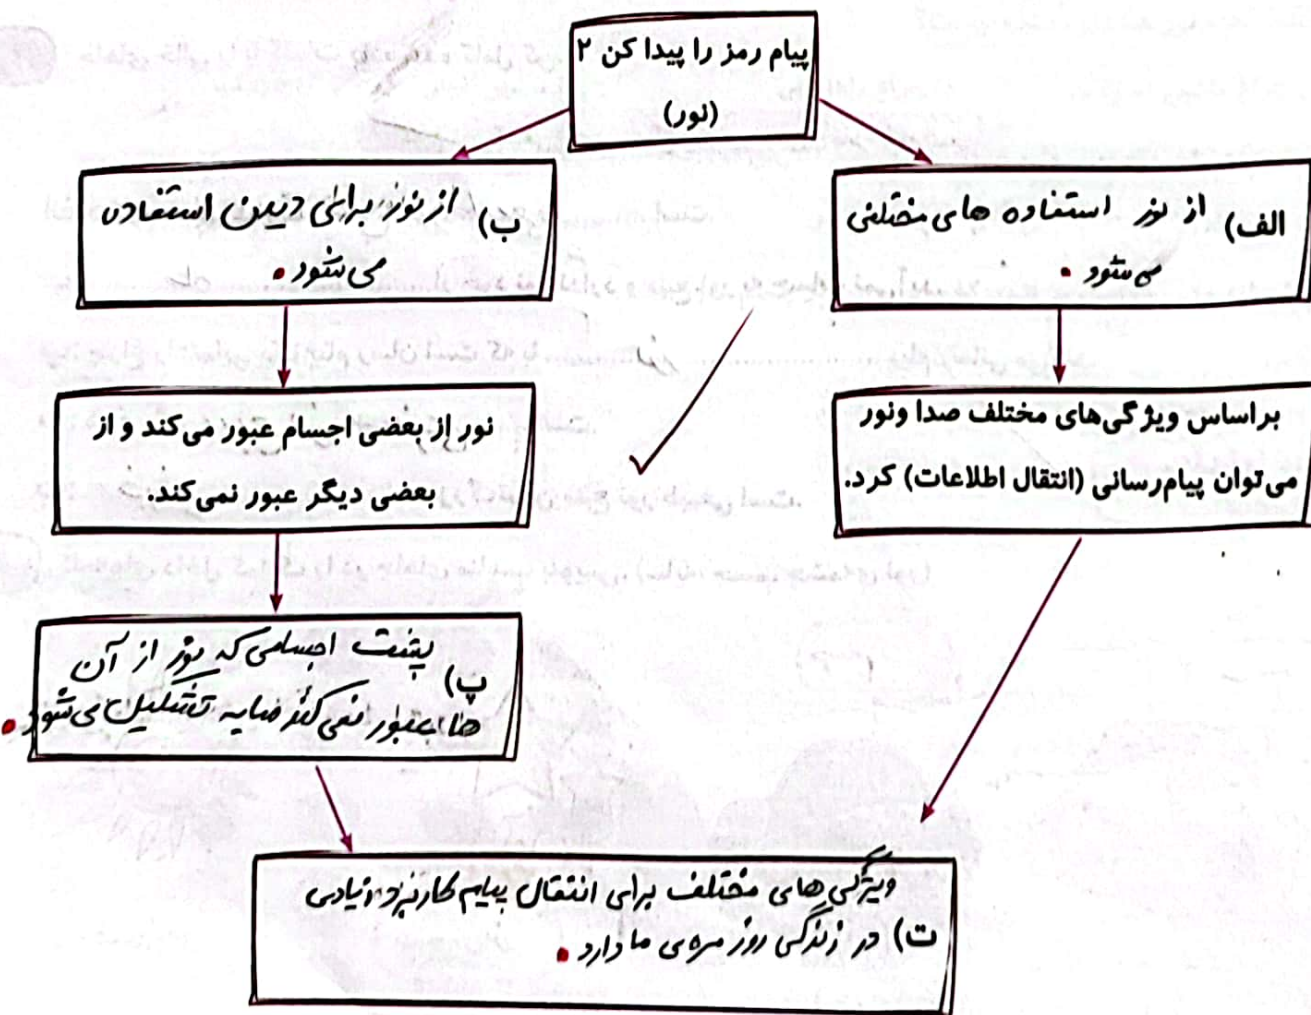 پیام رمز را پیدا کن ۲
(نور)
الف) از نور استفاده های مختلفی
می شود.
ب) از نور برای دیدن استفاده
می شود.
براساس ویژگی‌های مختلف صدا ونور
می‌توان پیام‌رسانی (انتقال اطلاعات) کرد.
نور از بعضی اجسام عبور می‌کند و از
بعضی دیگر عبور نمی‌کند.
پ) پشت اجسامی که نور از آن
ها عبور نمی کند سایه تشکیل می شود.
ویژگی های مختلف برای انتقال پیام کاربرد زیادی
ت) در زندگی روز مره ی ما دارد.